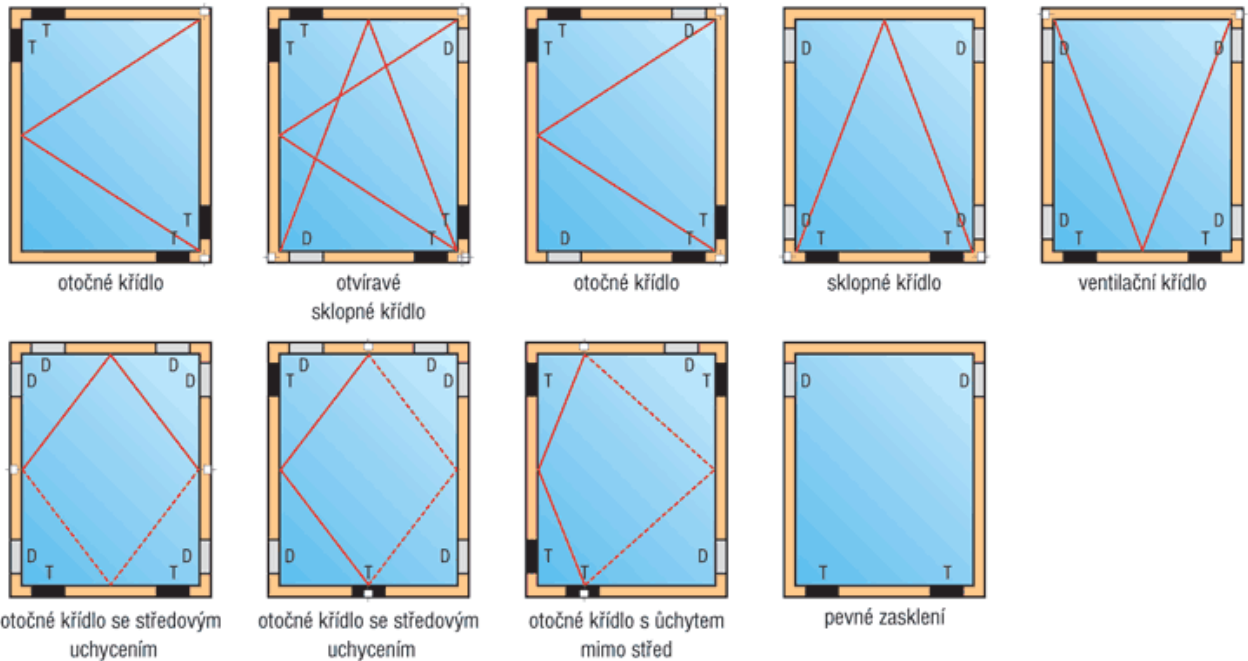 T
T
T
T
otočné křídlo
T
T D
T
D T
otvíravé
sklopné křídlo
T D
T
T
D T
otočné křídlo
D D
D D
T T
sklopné křídlo
D D
D D
T T
ventilační křídlo
D D
D D
D D
T T
otočné křídlo se středovým
uchycením
D D
T D
D D
T
otočné křídlo se středovým
uchycením
D
T T
T D
T
otočné křídlo s ůchytem
mimo střed
D D
T T
pevné zasklení